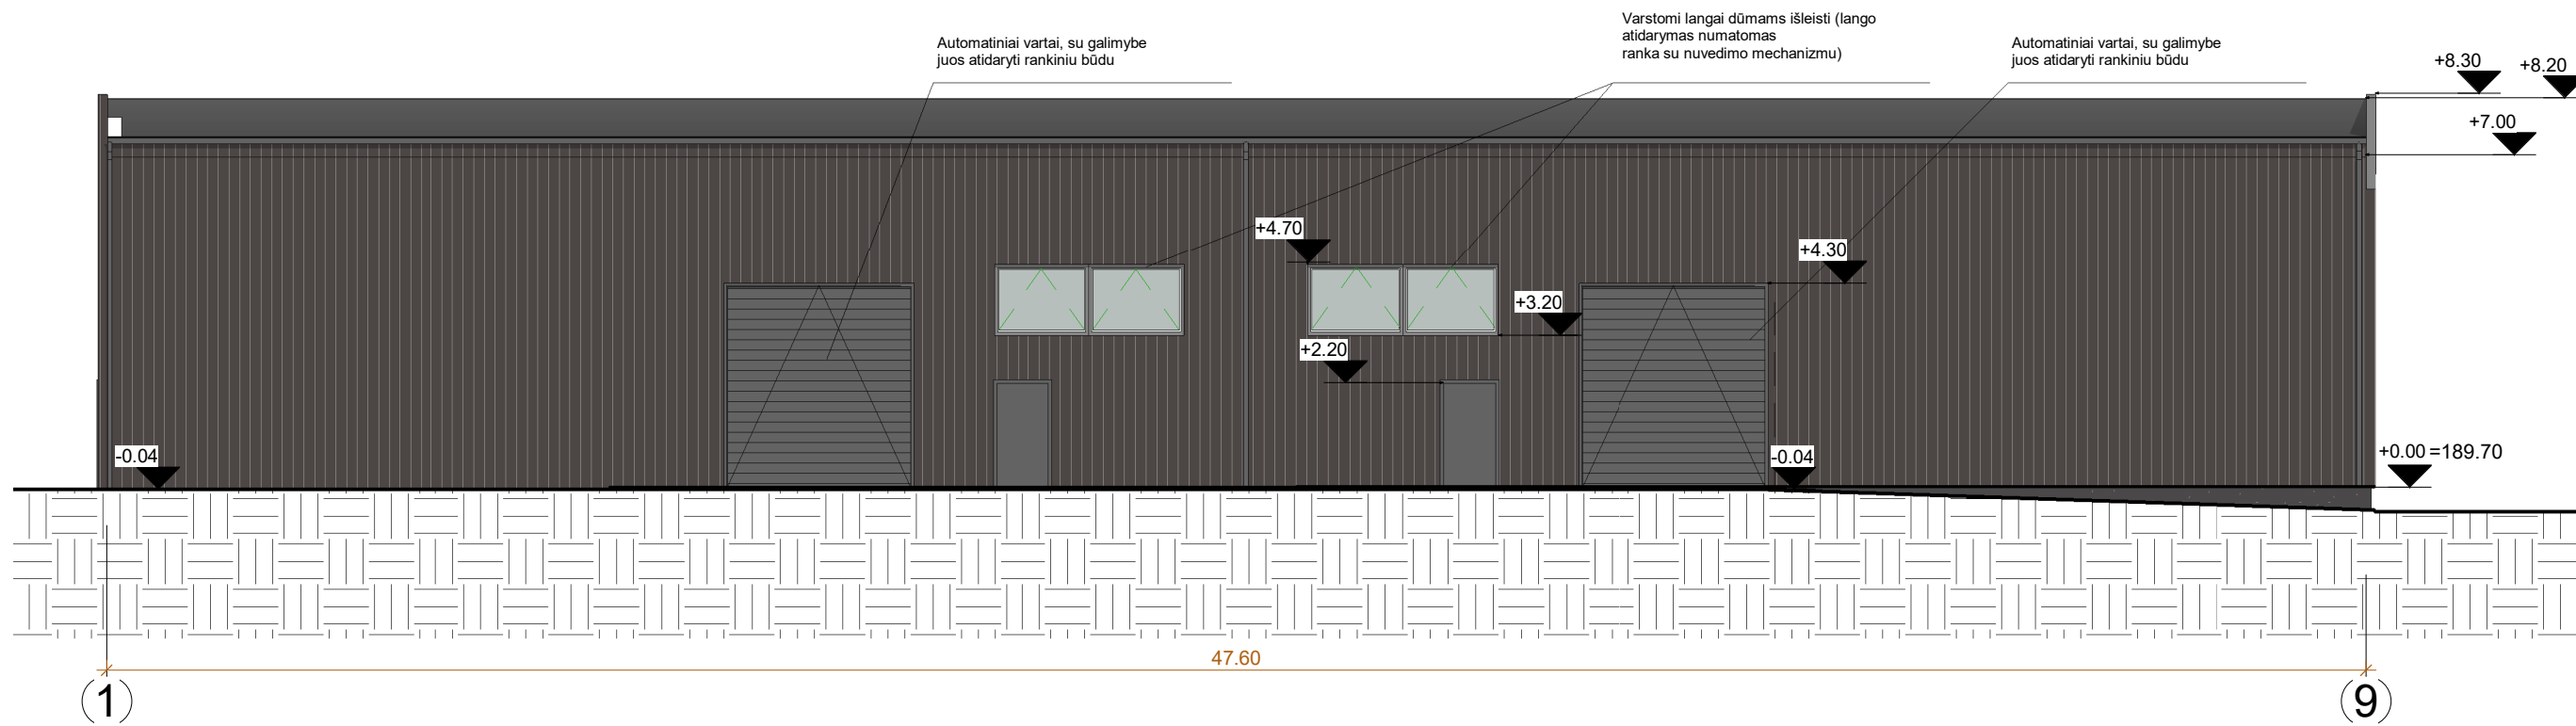 Varstomi langai dūmams išleisti (lango
atidarymas numatomas
ranka su nuvedimo mechanizmu)
Automatiniai vartai, su galimybe
juos atidaryti rankiniu būdu
Automatiniai vartai, su galimybe
juos atidaryti rankiniu būdu
+8.30
+8.20
+7.00
+4.70
+4.30
+3.20
+2.20
-0.04
-0.04
+0.00 =189.70
47.60
1
9